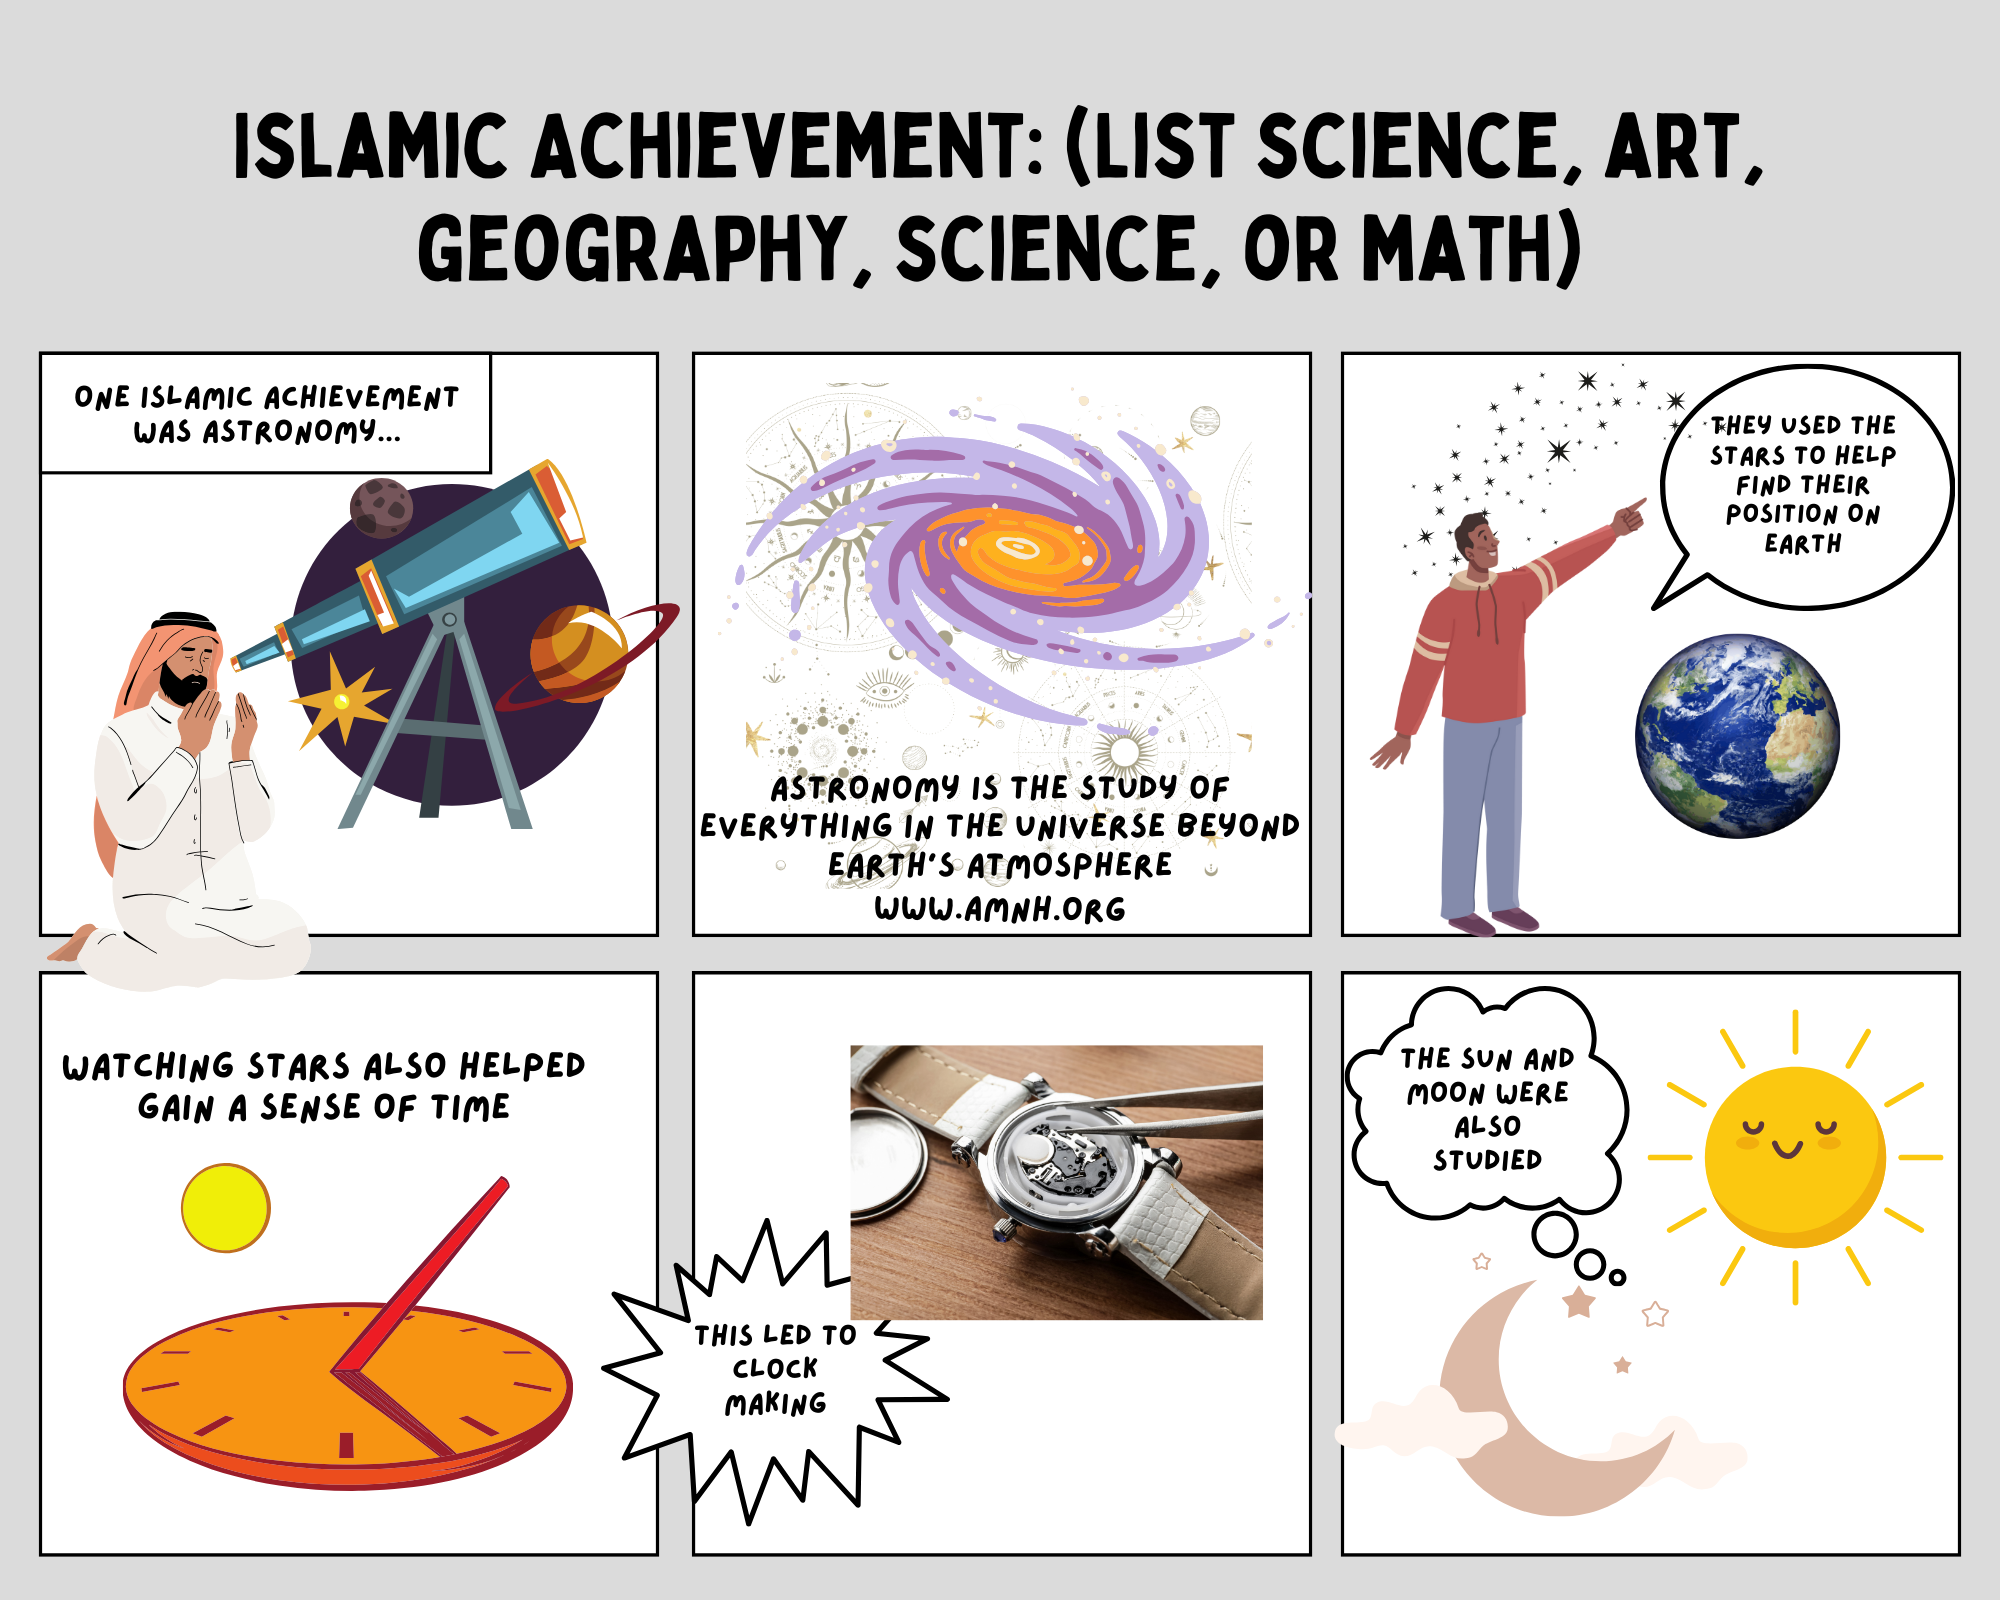 ISLAMIC ACHIEVEMENT: (LIST SCIENCE, ART,
GEOGRAPHY, SCIENCE, OR MATH)
ONE ISLAMIC ACHIEVEMENT
WAS ASTRONOMY...
ASTRONOMY IS THE STUDY OF
EVERYTHING IN THE UNIVERSE BEYOND
EARTH'S ATMOSPHERE
WWW.AMNH.ORG
THEY USED THE
STARS TO HELP
FIND THEIR
POSITION ON
EARTH
WATCHING STARS ALSO HELPED
GAIN A SENSE OF TIME
THIS LED TO
CLOCK
MAKING
THE SUN AND
MOON WERE
ALSO
STUDIED